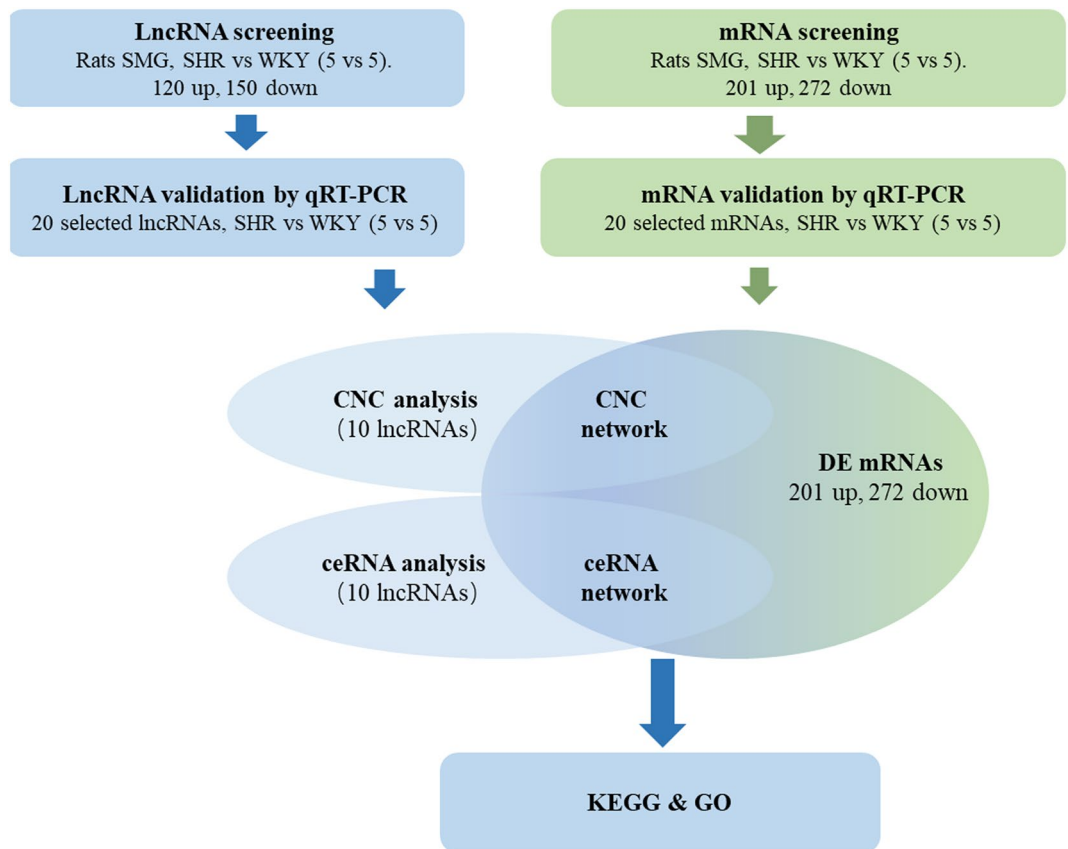 LncRNA screening
Rats SMG, SHR vs WKY (5 vs 5).
120 up, 150 down
mRNA screening
Rats SMG, SHR vs WKY (5 vs 5).
201 up, 272 down
LncRNA validation by qRT-PCR
20 selected lncRNAs, SHR vs WKY (5 vs 5)
mRNA validation by qRT-PCR
20 selected mRNAs, SHR vs WKY (5 vs 5)
CNC analysis
(10 lncRNAs)
CNC
network
DE mRNAs
201 up, 272 down
ceRNA analysis
(10 lncRNAs)
ceRNA
network
KEGG & GO